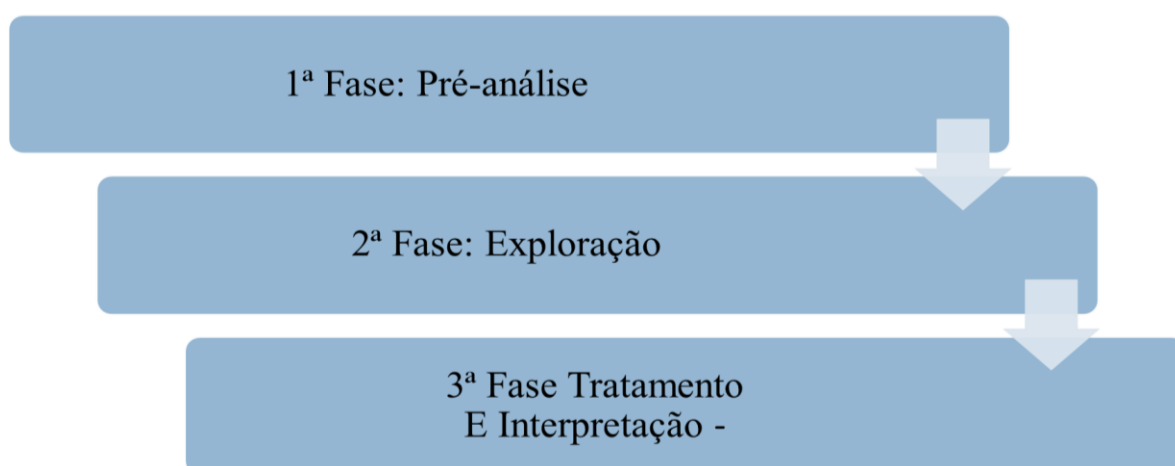 1ª Fase: Pré-análise
2ª Fase: Exploração
3ª Fase Tratamento
E Interpretação -